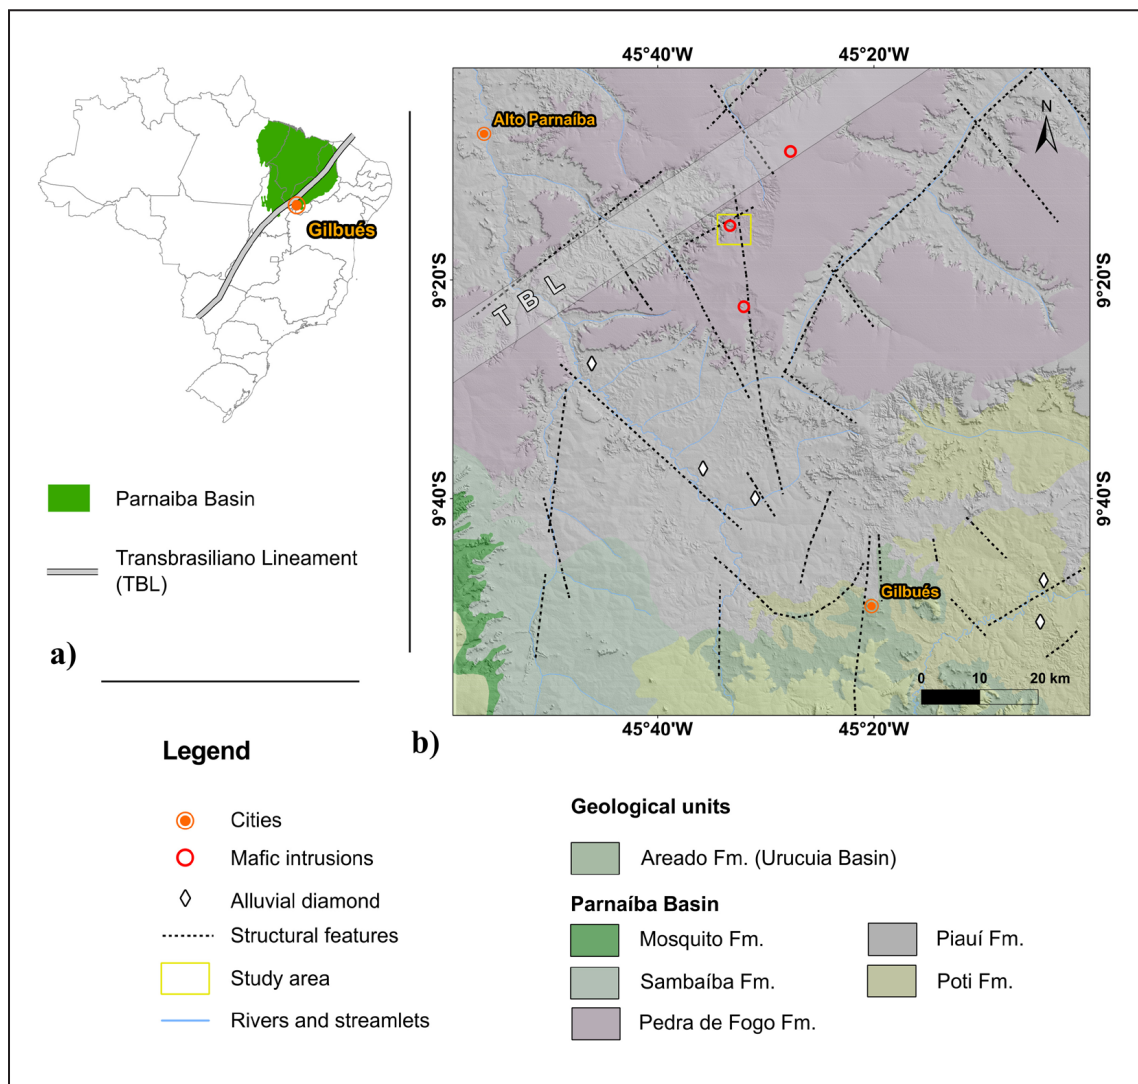 Gilbués
Parnaiba Basin
Transbrasiliano Lineament
(TBL)
a)
45°40'W
45°20'W
Alto Parnaíba
N
TBL
9°20'S
9°20'S
9°40'S
9°40'S
Gilbués
0 10 20 km
45°40'W
45°20'W
b)
Legend
Cities
Mafic intrusions
Alluvial diamond
Structural features
Study area
Rivers and streamlets
Geological units
Areado Fm. (Urucuia Basin)
Parnaíba Basin
Mosquito Fm.
Sambaíba Fm.
Pedra de Fogo Fm.
Piauí Fm.
Poti Fm.